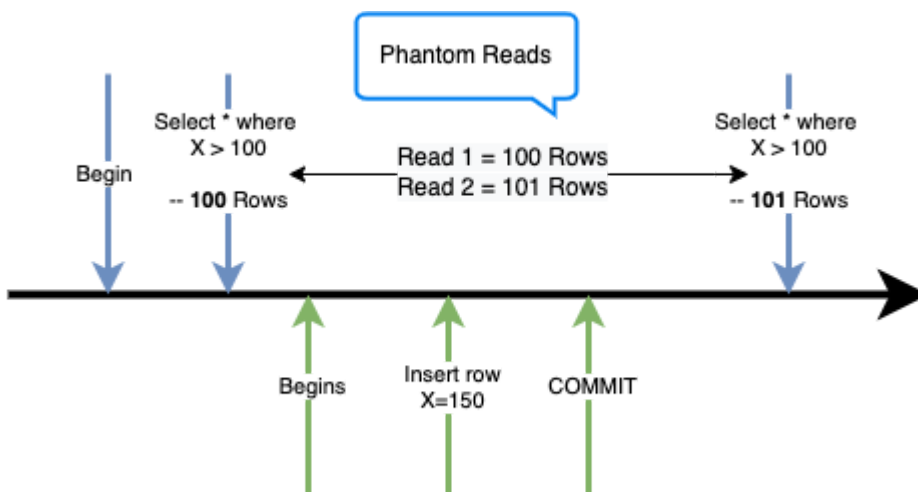 Phantom Reads
Begin
Select * where
X > 100
-- 100 Rows
Read 1 = 100 Rows
Read 2 = 101 Rows
Select * where
X > 100
-- 101 Rows
Begins
Insert row
X=150
COMMIT